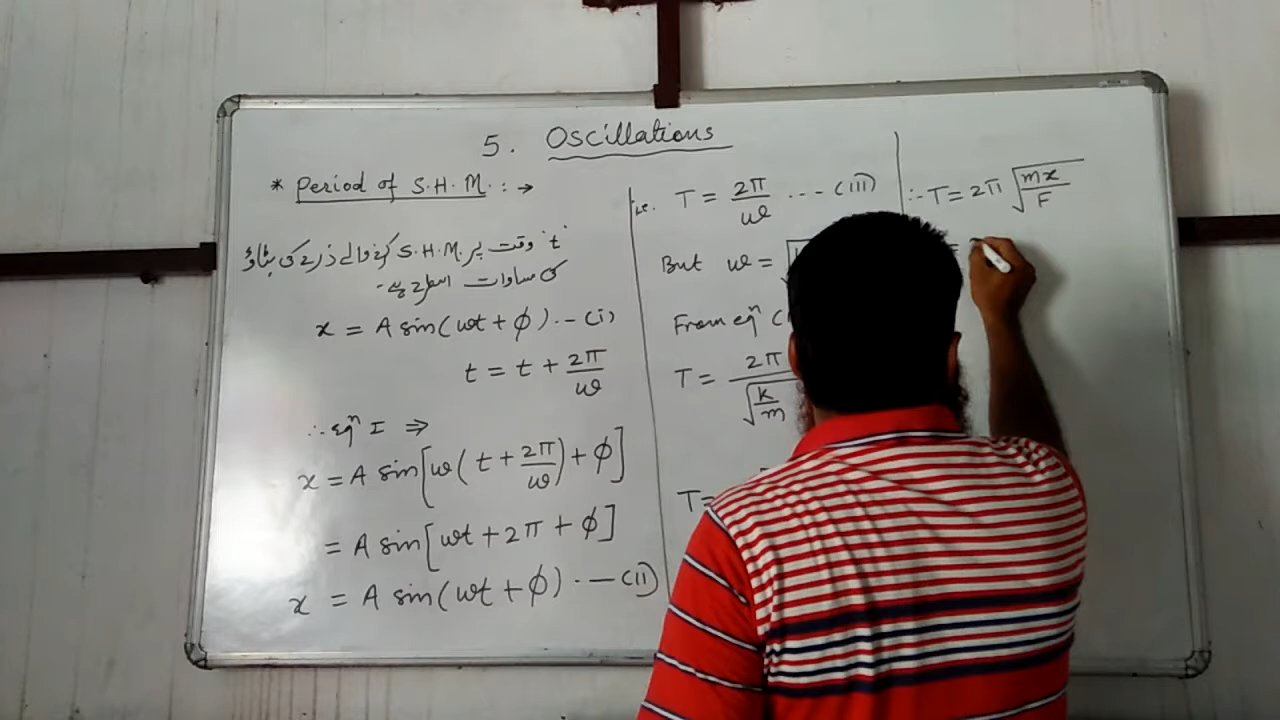 5. Oscillations
* Period of S.H.M. : →
't' وقت پر S.H.M. کرنے والے ذرے کی ہٹاؤ
کی مساوات اسطرح ہے-
x = A sin(ωt + φ) ·-- (i)
t = t + 2π/ω
∴ eqⁿ I ⇒
x = A sin[ω(t + 2π/ω) + φ]
= A sin[ωt + 2π + φ]
x = A sin(ωt + φ) ·-- (II)
i.e. T = 2π/ω --- (III)
But ω = √
From eqⁿ (
T = 2π/√(k/m)
T =
∴ T = 2π √(mx/F)
=